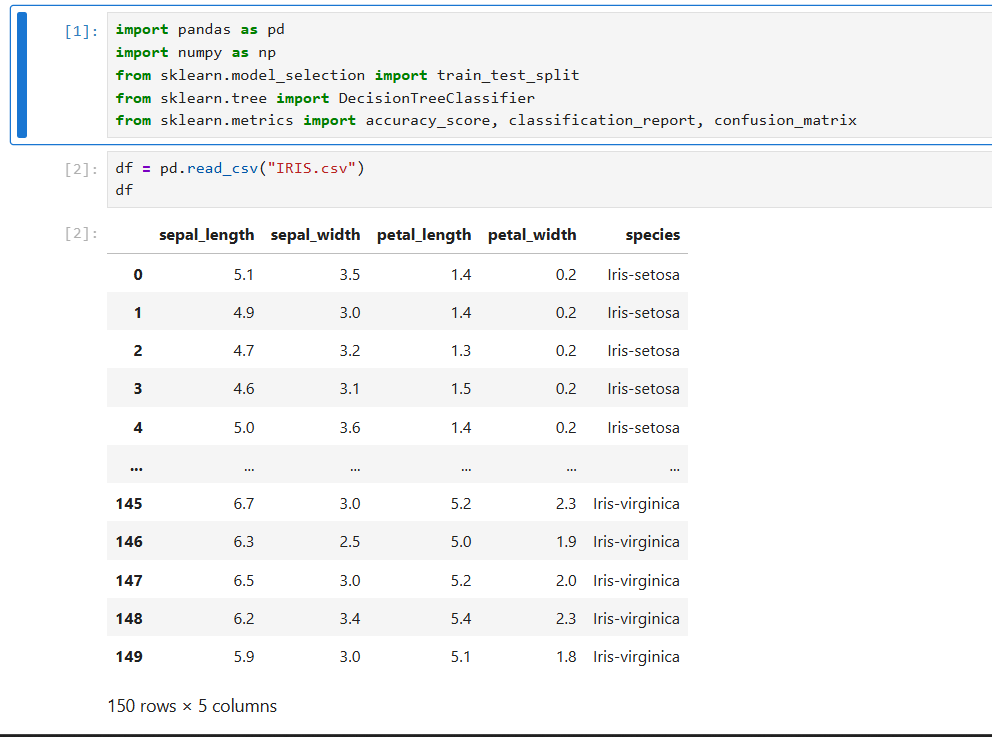 [1]: import pandas as pd
import numpy as np
from sklearn.model_selection import train_test_split
from sklearn.tree import DecisionTreeClassifier
from sklearn.metrics import accuracy_score, classification_report, confusion_matrix
[2]: df = pd.read_csv("IRIS.csv")
df
[2]: sepal_length sepal_width petal_length petal_width species
0 5.1 3.5 1.4 0.2 Iris-setosa
1 4.9 3.0 1.4 0.2 Iris-setosa
2 4.7 3.2 1.3 0.2 Iris-setosa
3 4.6 3.1 1.5 0.2 Iris-setosa
4 5.0 3.6 1.4 0.2 Iris-setosa
... ... ... ... ... ...
145 6.7 3.0 5.2 2.3 Iris-virginica
146 6.3 2.5 5.0 1.9 Iris-virginica
147 6.5 3.0 5.2 2.0 Iris-virginica
148 6.2 3.4 5.4 2.3 Iris-virginica
149 5.9 3.0 5.1 1.8 Iris-virginica
150 rows × 5 columns